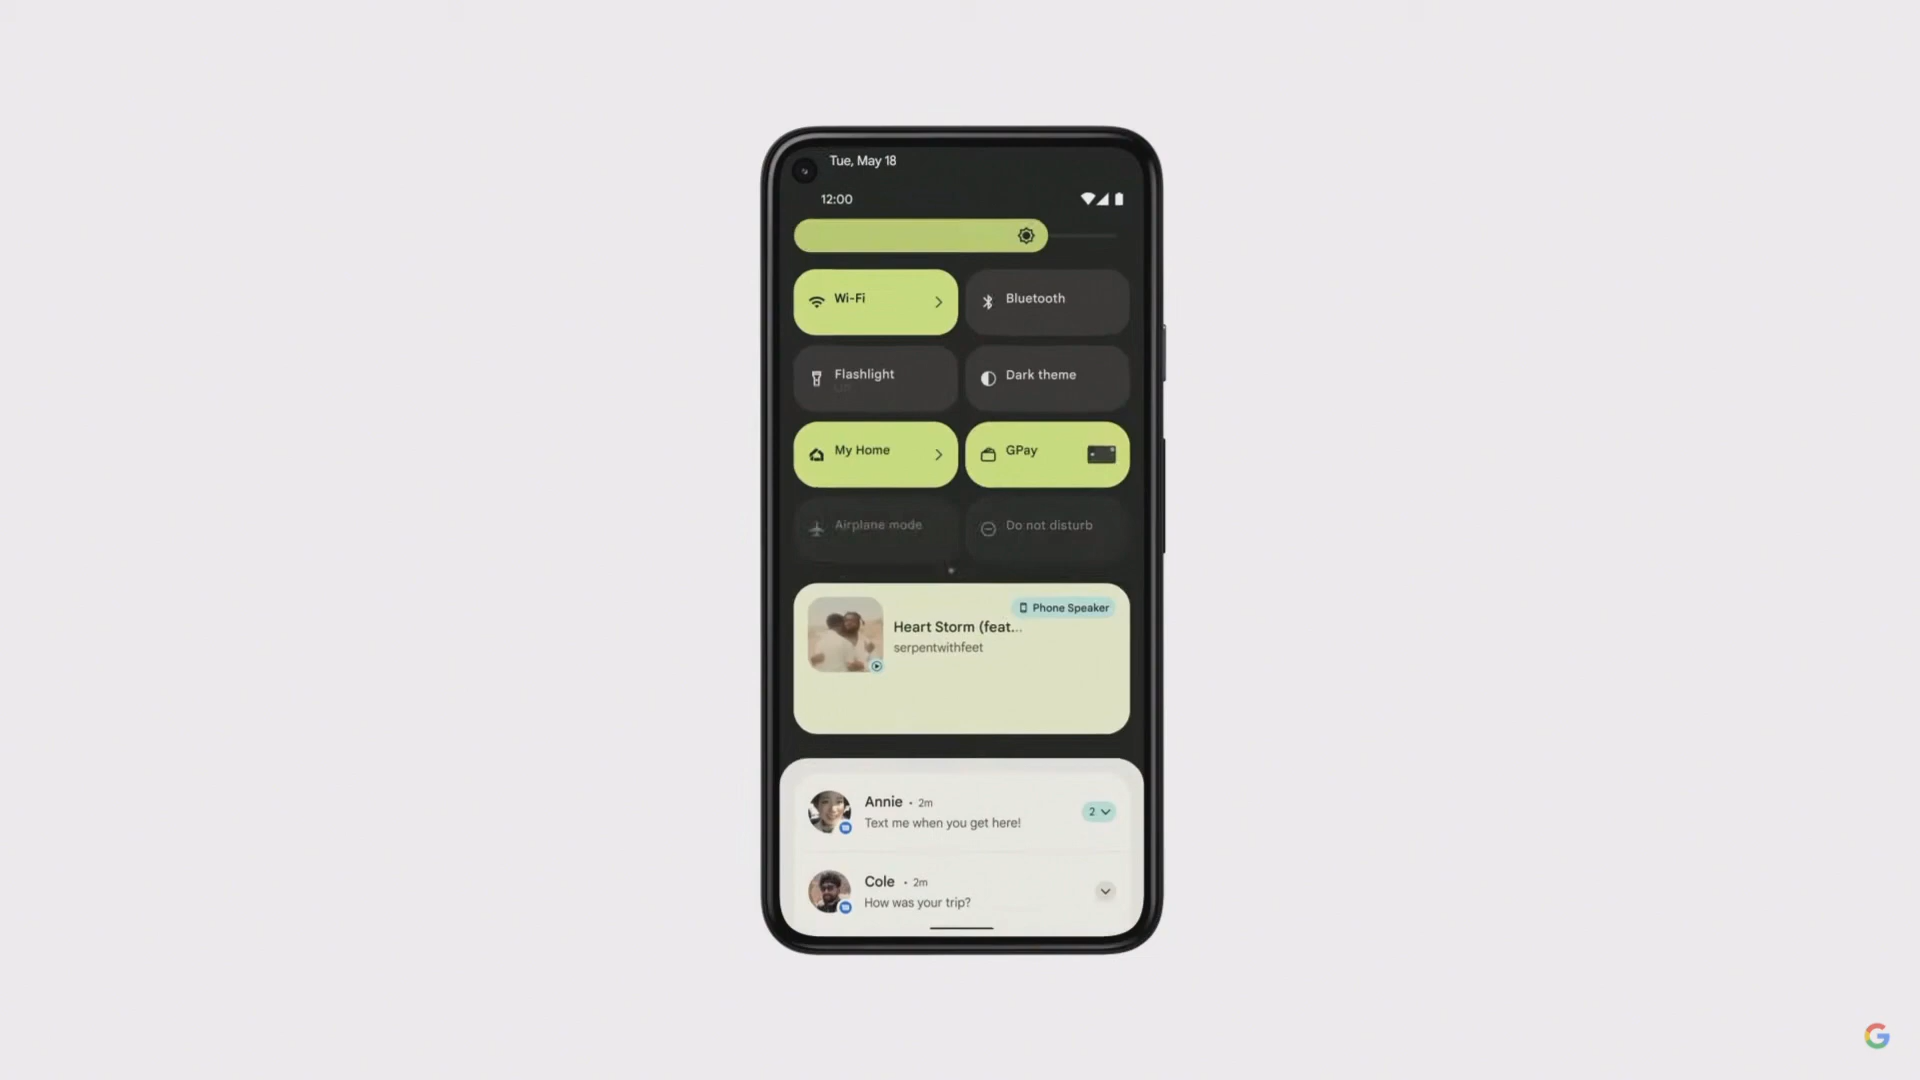 Tue, May 18
12:00
Wi-Fi
Bluetooth
Flashlight
Dark theme
My Home
GPay
Airplane mode
Do not disturb
Phone Speaker
Heart Storm (feat...
serpentwithfeet
Annie • 2m
Text me when you get here!
2
Cole • 2m
How was your trip?